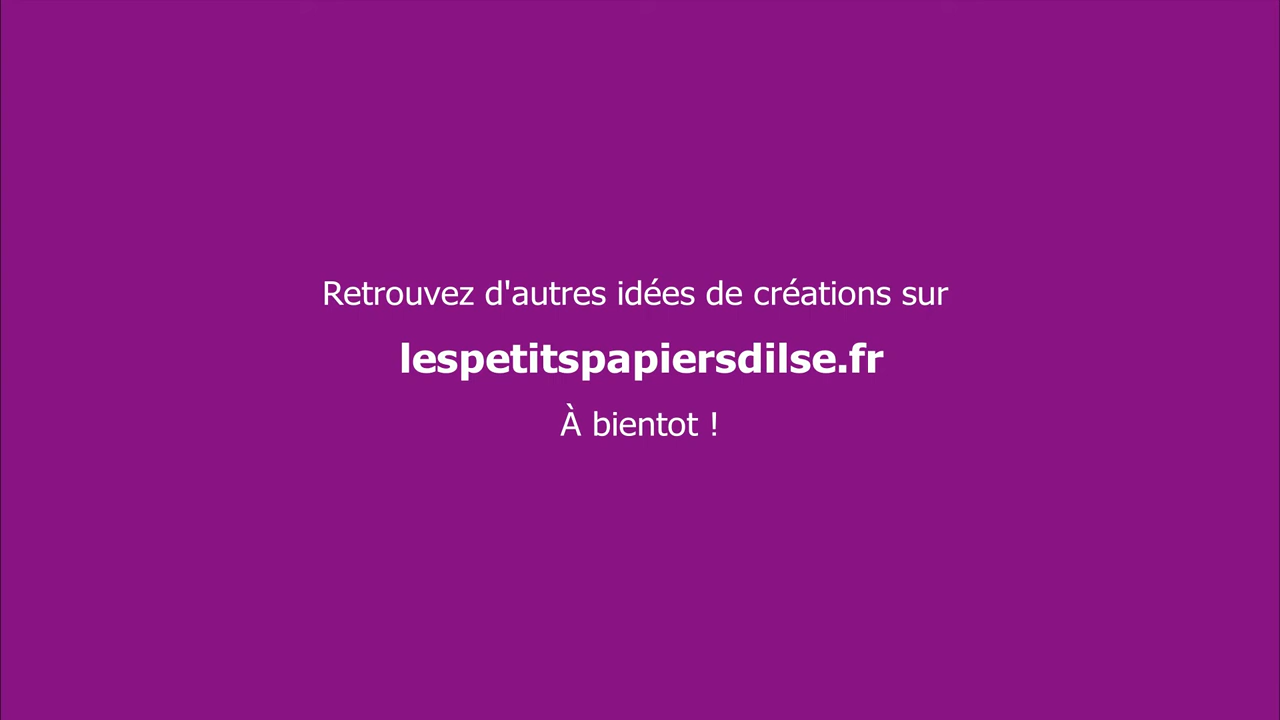 Retrouvez d'autres idées de créations sur
lespetitspapiersdilse.fr
À bientot !